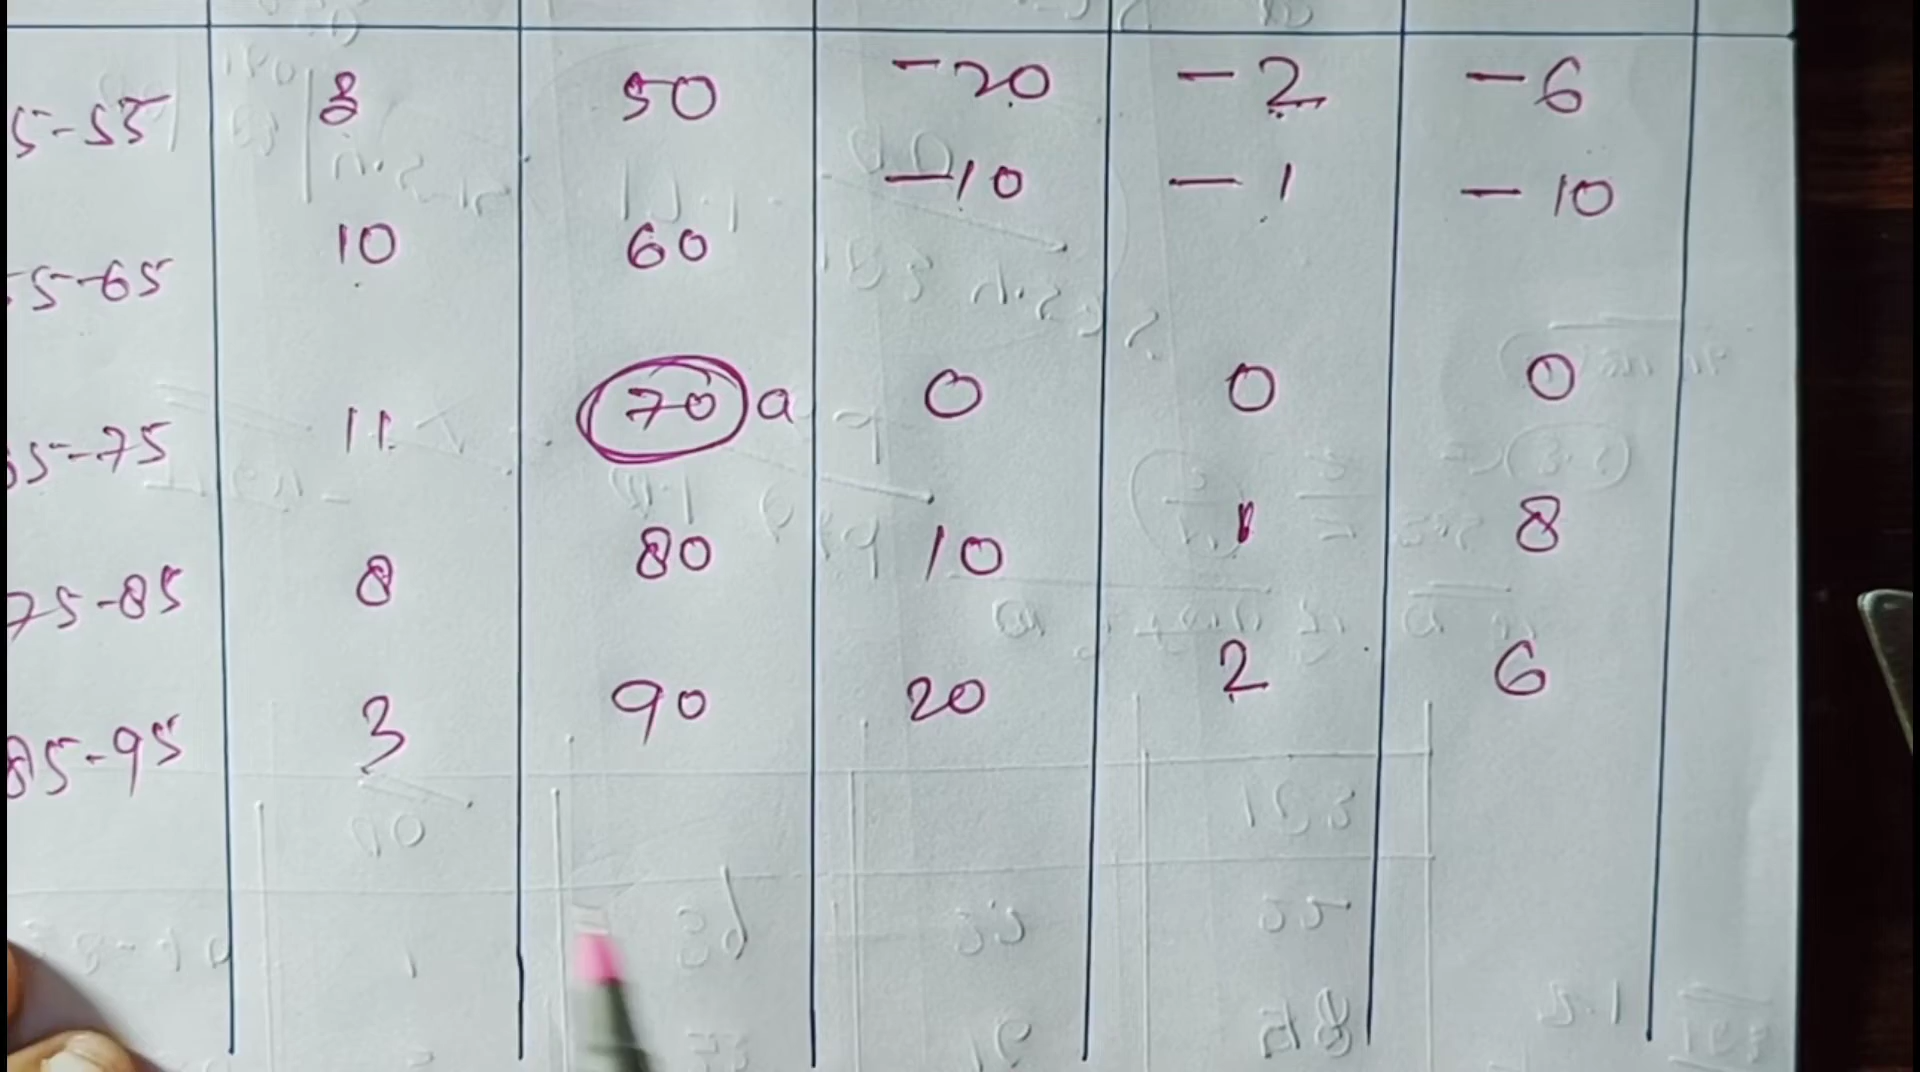 5-55 3 50 -20 -2 -6
5-65 10 60 -10 -1 -10
5-75 11 70 a 0 0 0
75-85 8 80 10 1 8
85-95 3 90 20 2 6